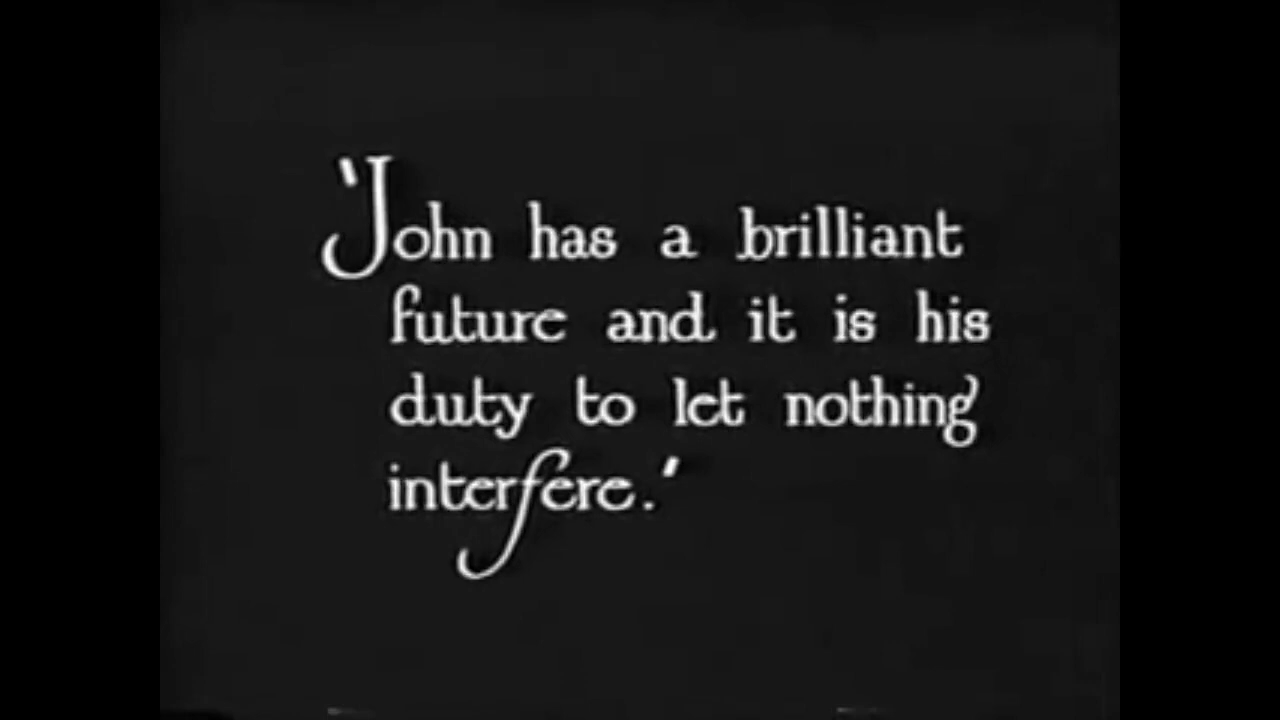 'John has a brilliant
future and it is his
duty to let nothing
interfere.'